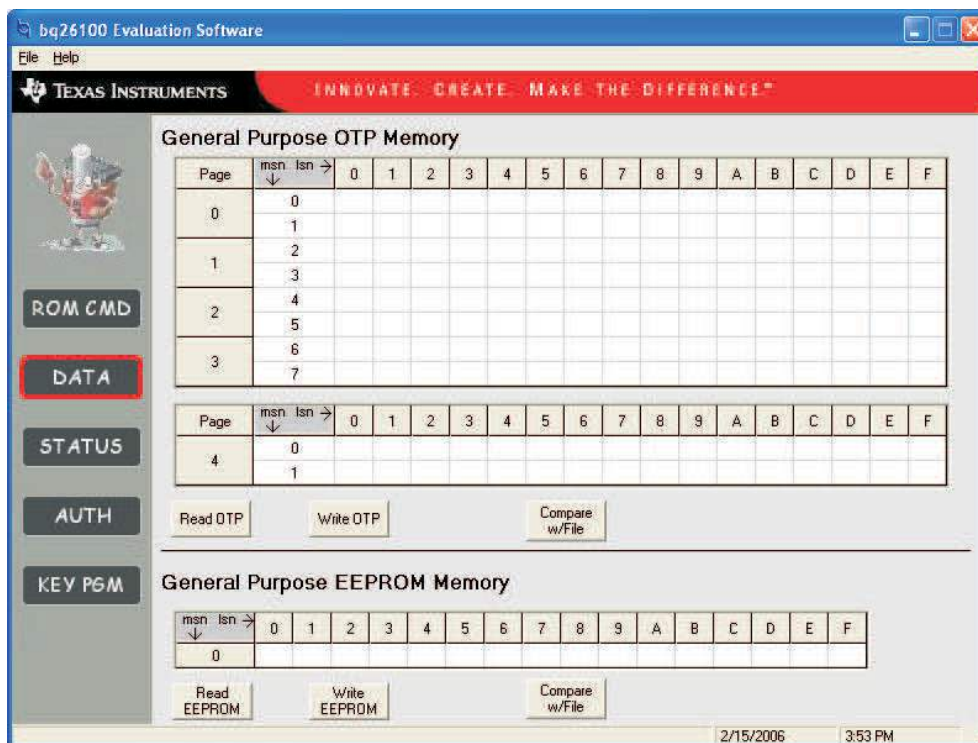 bq26100 Evaluation Software
File Help
TEXAS INSTRUMENTS INNOVATE. CREATE. MAKE THE DIFFERENCE.™
General Purpose OTP Memory
Page msn lsn → ↓ 0 1 2 3 4 5 6 7 8 9 A B C D E F
0 0
1
1 2
3
2 4
5
3 6
7
Page msn lsn → ↓ 0 1 2 3 4 5 6 7 8 9 A B C D E F
4 0
1
Read OTP Write OTP Compare w/File
ROM CMD
DATA
STATUS
AUTH
KEY PGM
General Purpose EEPROM Memory
msn lsn → ↓ 0 1 2 3 4 5 6 7 8 9 A B C D E F
0
Read EEPROM Write EEPROM Compare w/File
2/15/2006 3:53 PM